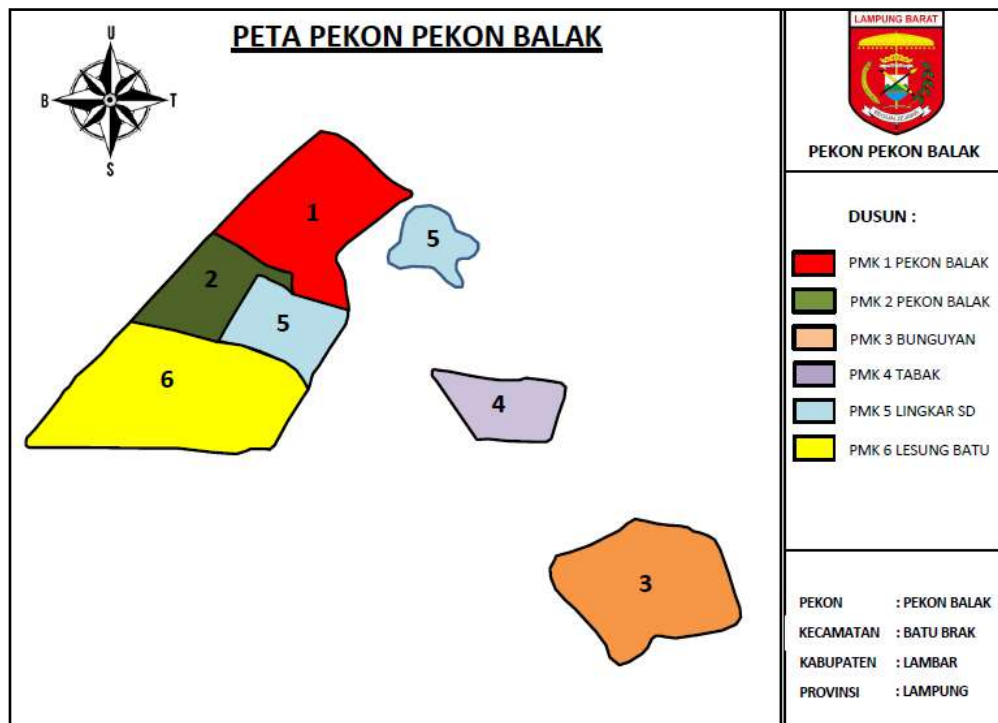 PETA PEKON PEKON BALAK
U
B
T
S
1
2
5
5
6
4
3
LAMPUNG BARAT
PEKON PEKON BALAK
DUSUN :
PMK 1 PEKON BALAK
PMK 2 PEKON BALAK
PMK 3 BUNGUYAN
PMK 4 TABAK
PMK 5 LINGKAR SD
PMK 6 LESUNG BATU
PEKON : PEKON BALAK
KECAMATAN : BATU BRAK
KABUPATEN : LAMBAR
PROVINSI : LAMPUNG